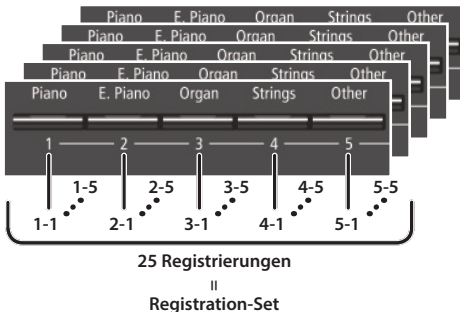 Piano E. Piano Organ Strings Other
Piano E. Piano Organ Strings Other
Piano E. Piano Organ Strings Other
Piano E. Piano Organ Strings Other
Piano E. Piano Organ Strings Other
1 2 3 4 5
1-5 2-5 3-5 4-5 5-5
1-1 2-1 3-1 4-1 5-1
25 Registrierungen
=
Registration-Set